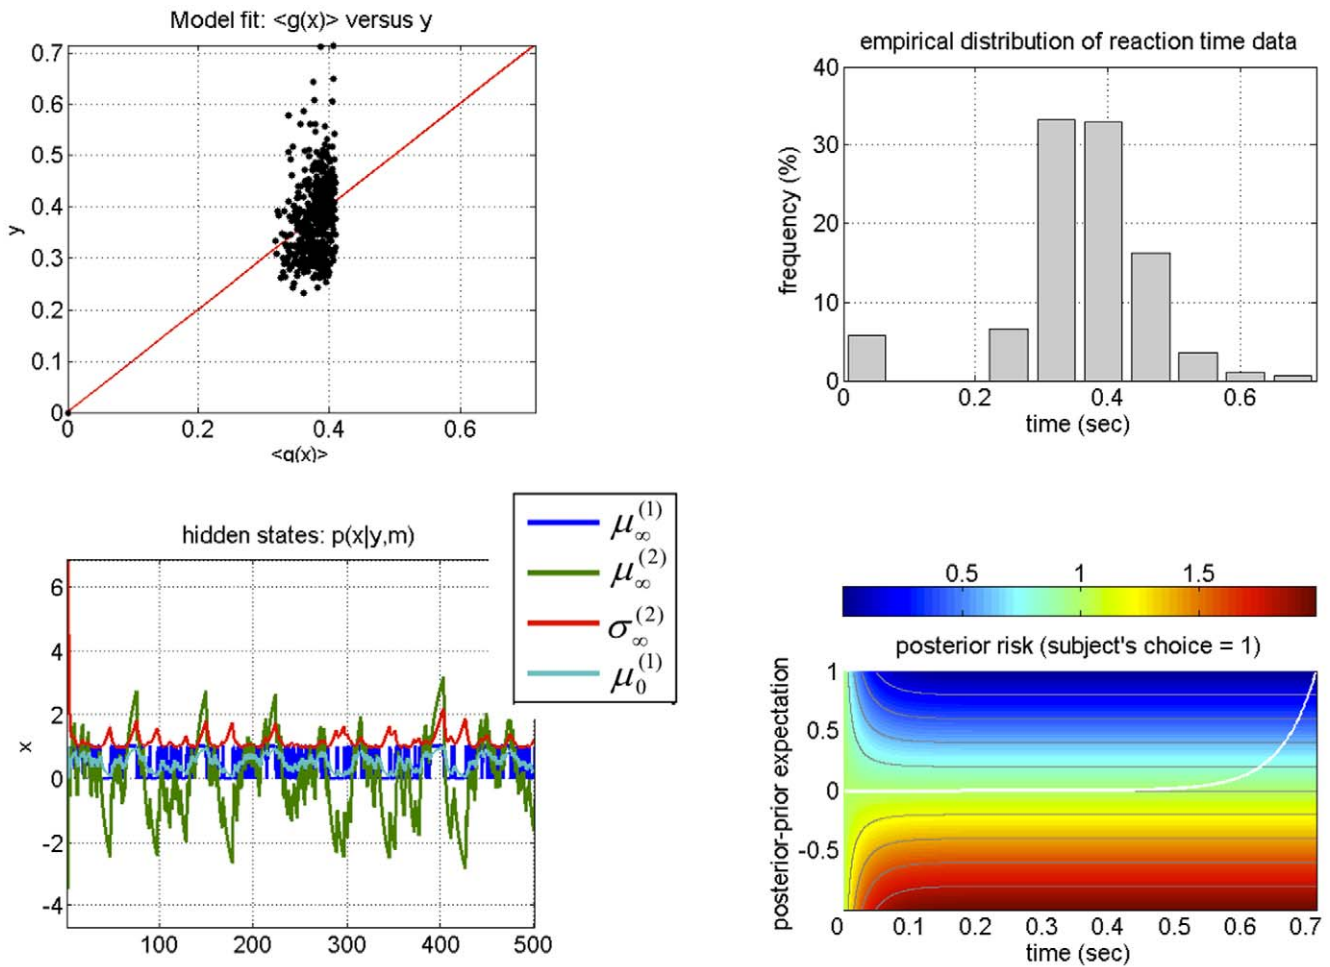 Model fit: <g(x)> versus y
0.7
0.6
0.5
0.4
0.3
0.2
0.1
0
y
0 0.2 0.4 0.6
<g(x)>
empirical distribution of reaction time data
40
30
20
10
0
frequency (%)
0 0.2 0.4 0.6
time (sec)
hidden states: p(x|y,m)
6
4
2
0
-2
-4
x
100 200 300 400 500
μ∞(1)
μ∞(2)
σ∞(2)
μ0(1)
0.5 1 1.5
posterior risk (subject's choice = 1)
1
0.5
0
-0.5
posterior-prior expectation
0 0.1 0.2 0.3 0.4 0.5 0.6 0.7
time (sec)